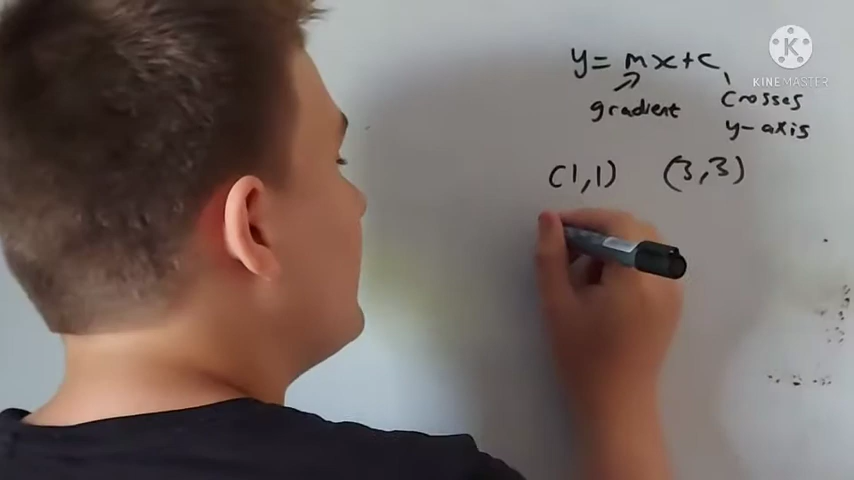 y=mx+c
gradient
crosses
y-axis
(1,1) (3,3)
KINEMASTER